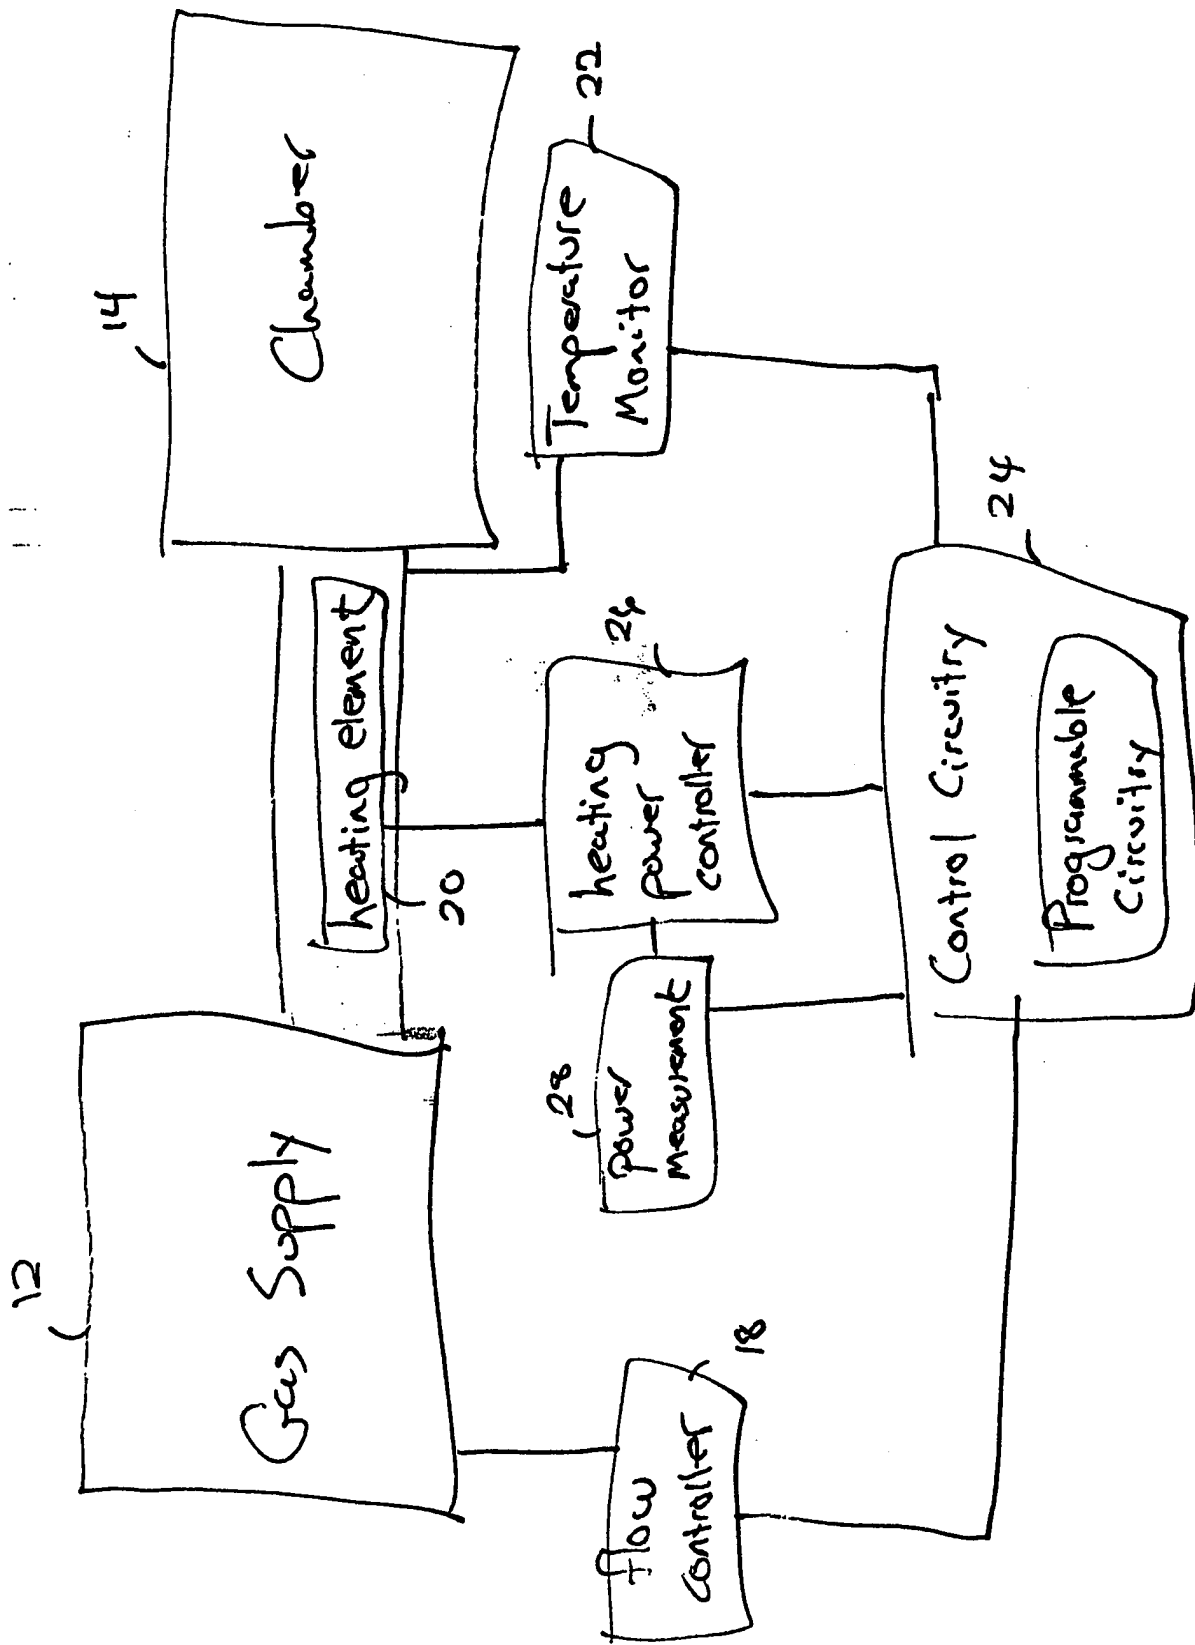 12
Gas Supply
14
Chamber
heating element
20
Temperature
Monitor
22
heating
power
controller
26
28
power
measurement
flow
controller
18
Control Circuitry
24
Programmable
Circuitry